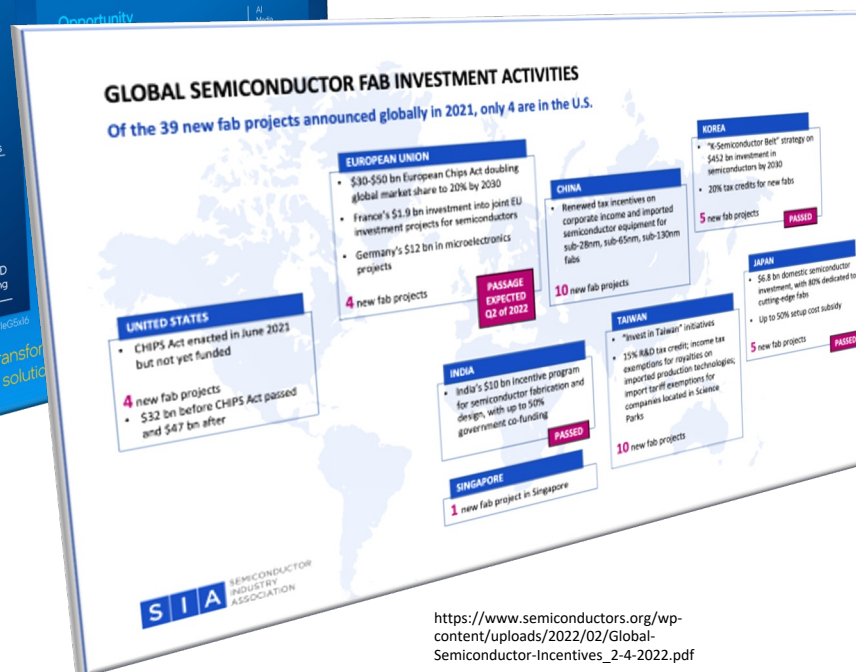 Opportunity
AI
GLOBAL SEMICONDUCTOR FAB INVESTMENT ACTIVITIES
Of the 39 new fab projects announced globally in 2021, only 4 are in the U.S.
UNITED STATES
• CHIPS Act enacted in June 2021
but not yet funded
4 new fab projects
• $32 bn before CHIPS Act passed
and $47 bn after
EUROPEAN UNION
• $30-$50 bn European Chips Act doubling
global market share to 20% by 2030
• France's $1.9 bn investment into joint EU
investment projects for semiconductors
• Germany's $12 bn in microelectronics
projects
4 new fab projects
PASSAGE
EXPECTED
Q2 of 2022
CHINA
• Renewed tax incentives on
corporate income and imported
semiconductor equipment for
sub-28nm, sub-65nm, sub-130nm
fabs
10 new fab projects
KOREA
• "K-Semiconductor Belt" strategy on
$452 bn investment in
semiconductors by 2030
• 20% tax credits for new fabs
5 new fab projects
PASSED
JAPAN
• $6.8 bn domestic semiconductor
investment, with 80% dedicated to
cutting-edge fabs
• Up to 50% setup cost subsidy
5 new fab projects
PASSED
INDIA
• India's $10 bn incentive program
for semiconductor fabrication and
design, with up to 50%
government co-funding
PASSED
TAIWAN
• "Invest in Taiwan" initiatives
• 15% R&D tax credit; income tax
exemptions for royalties on
imported production technologies;
import tariff exemptions for
companies located in Science
Parks
10 new fab projects
SINGAPORE
1 new fab project in Singapore
SIA
SEMICONDUCTOR
INDUSTRY
ASSOCIATION
https://www.semiconductors.org/wp-
content/uploads/2022/02/Global-
Semiconductor-Incentives_2-4-2022.pdf